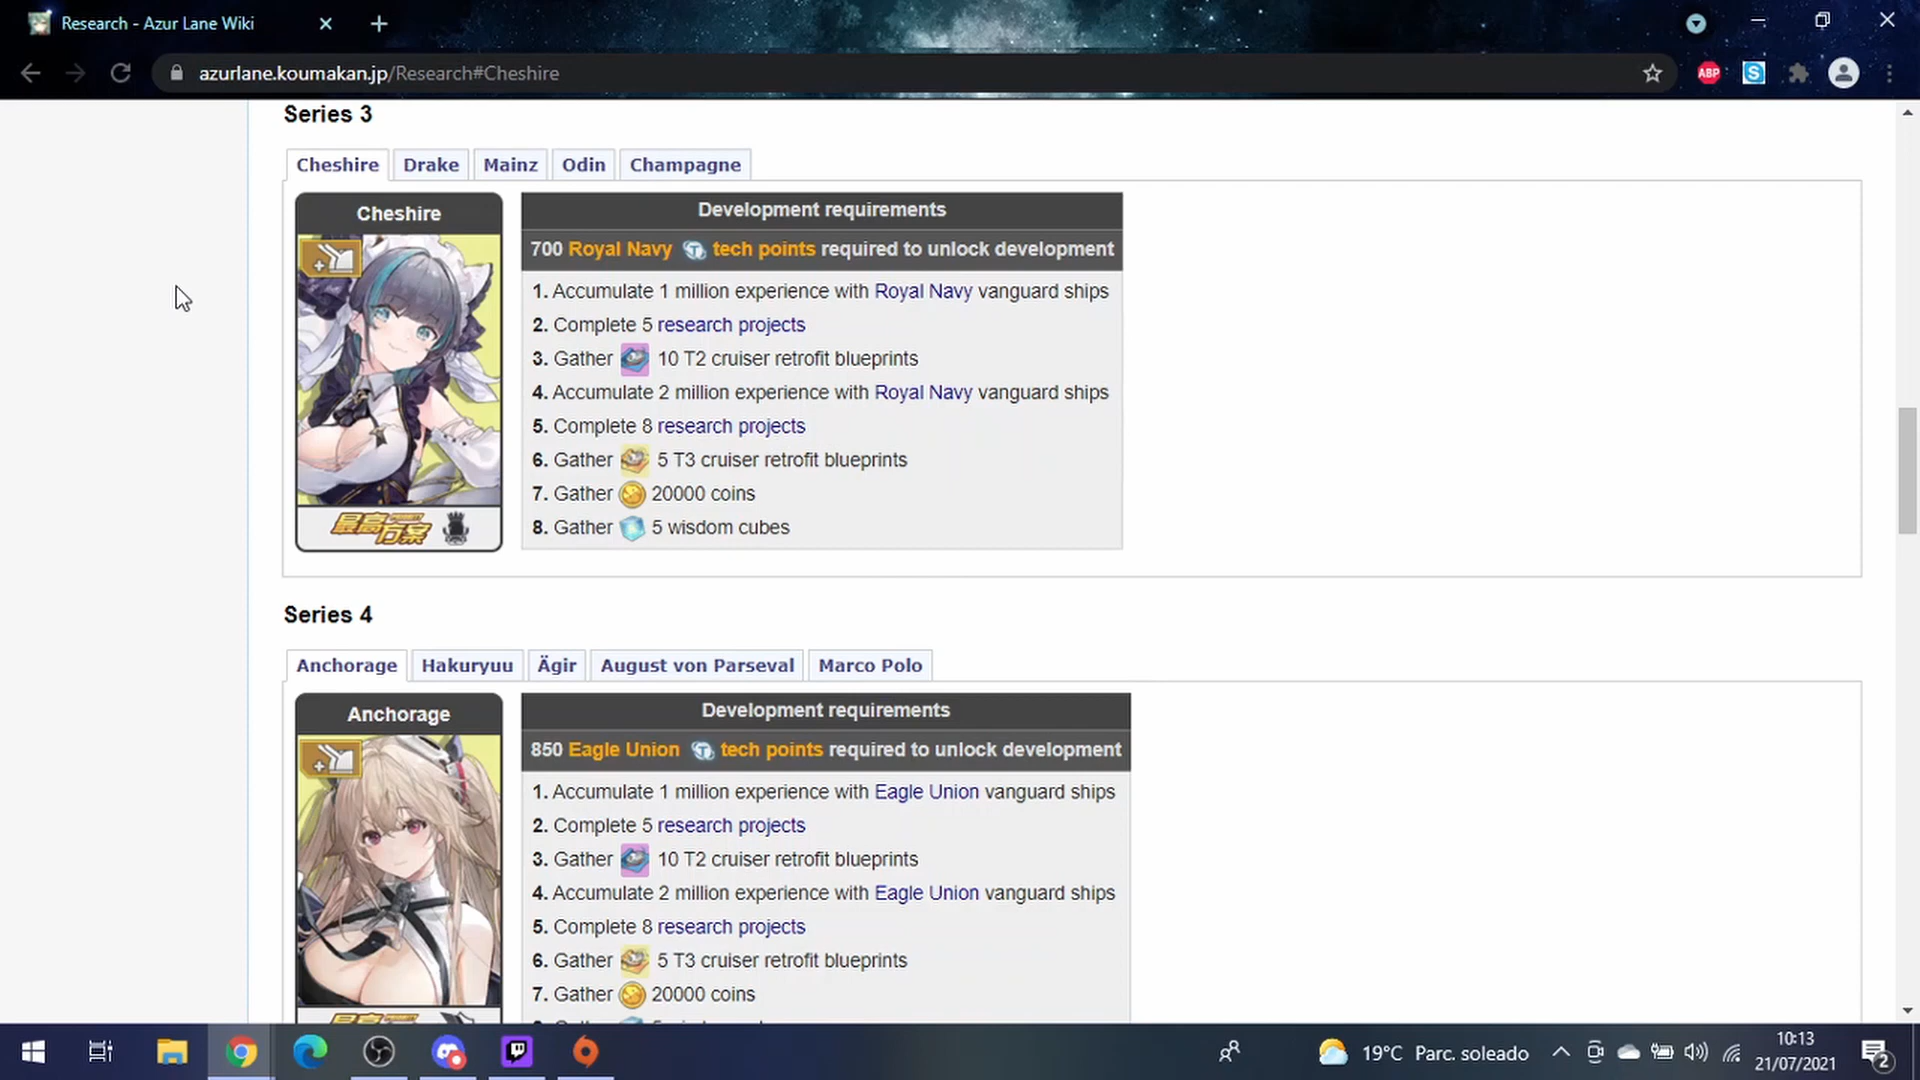 Research - Azur Lane Wiki
azurlane.koumakan.jp/Research#Cheshire
ABP
S
Series 3
Cheshire Drake Mainz Odin Champagne
Cheshire
最高方案
Development requirements
700 Royal Navy tech points required to unlock development
1. Accumulate 1 million experience with Royal Navy vanguard ships
2. Complete 5 research projects
3. Gather 10 T2 cruiser retrofit blueprints
4. Accumulate 2 million experience with Royal Navy vanguard ships
5. Complete 8 research projects
6. Gather 5 T3 cruiser retrofit blueprints
7. Gather 20000 coins
8. Gather 5 wisdom cubes
Series 4
Anchorage Hakuryuu Ägir August von Parseval Marco Polo
Anchorage
Development requirements
850 Eagle Union tech points required to unlock development
1. Accumulate 1 million experience with Eagle Union vanguard ships
2. Complete 5 research projects
3. Gather 10 T2 cruiser retrofit blueprints
4. Accumulate 2 million experience with Eagle Union vanguard ships
5. Complete 8 research projects
6. Gather 5 T3 cruiser retrofit blueprints
7. Gather 20000 coins
19°C Parc. soleado
10:13
21/07/2021
2